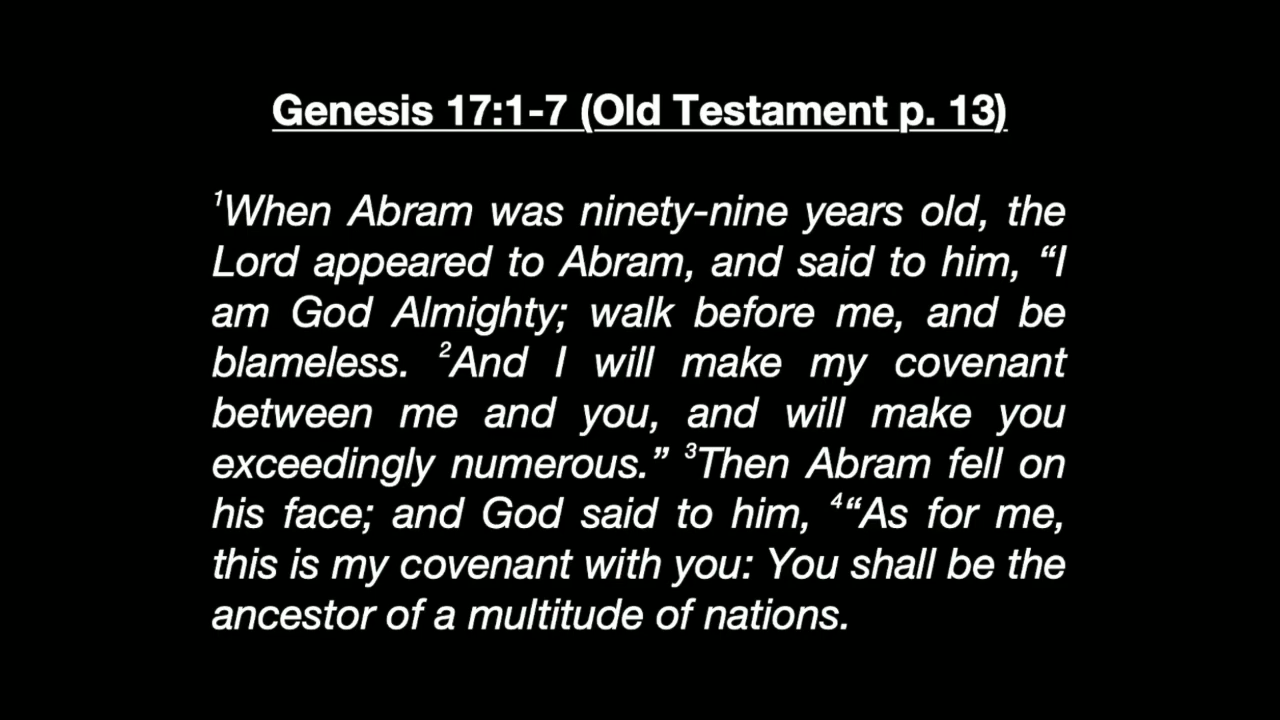 Genesis 17:1-7 (Old Testament p. 13)
¹When Abram was ninety-nine years old, the
Lord appeared to Abram, and said to him, “I
am God Almighty; walk before me, and be
blameless. ²And I will make my covenant
between me and you, and will make you
exceedingly numerous.” ³Then Abram fell on
his face; and God said to him, ⁴“As for me,
this is my covenant with you: You shall be the
ancestor of a multitude of nations.